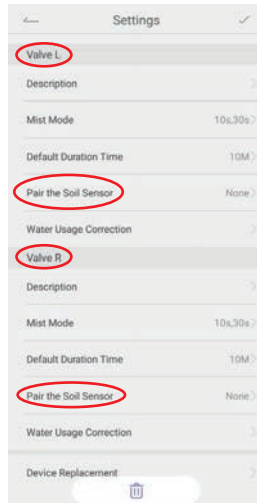 Settings
Valve L
Description
Mist Mode 10s,30s
Default Duration Time 10M
Pair the Soil Sensor None
Water Usage Correction
Valve R
Description
Mist Mode 10s,30s
Default Duration Time 10M
Pair the Soil Sensor None
Water Usage Correction
Device Replacement